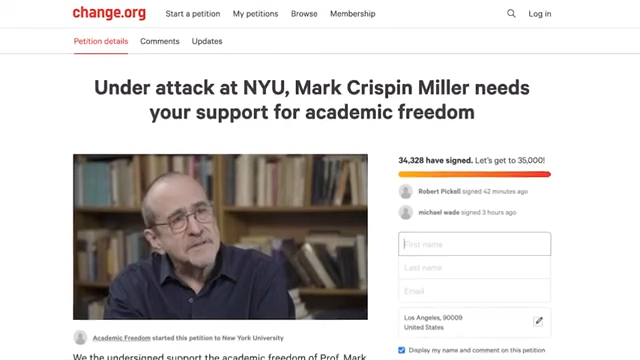 change.org
Start a petition My petitions Browse Membership
Log in
Petition details Comments Updates
Under attack at NYU, Mark Crispin Miller needs
your support for academic freedom
34,328 have signed. Let's get to 35,000!
Robert Pickell signed 42 minutes ago
michael wade signed 3 hours ago
First name
Last name
Email
Los Angeles, 90009
United States
Display my name and comment on this petition
Academic Freedom started this petition to New York University
We the undersigned support the academic freedom of Prof. Mark